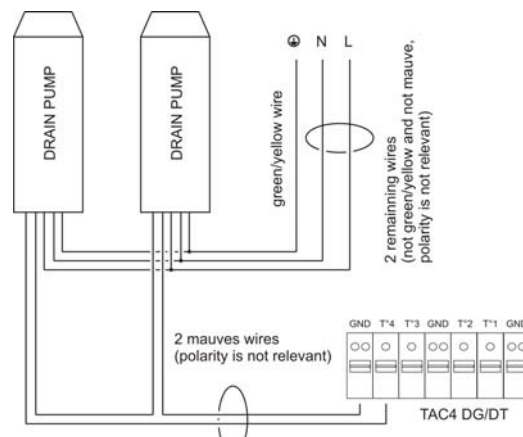 DRAIN PUMP
DRAIN PUMP
N L
green/yellow wire
2 remainning wires
(not green/yellow and not mauve,
polarity is not relevant)
2 mauves wires
(polarity is not relevant)
GND T°4 T°3 GND T°2 T°1 GND
TAC4 DG/DT